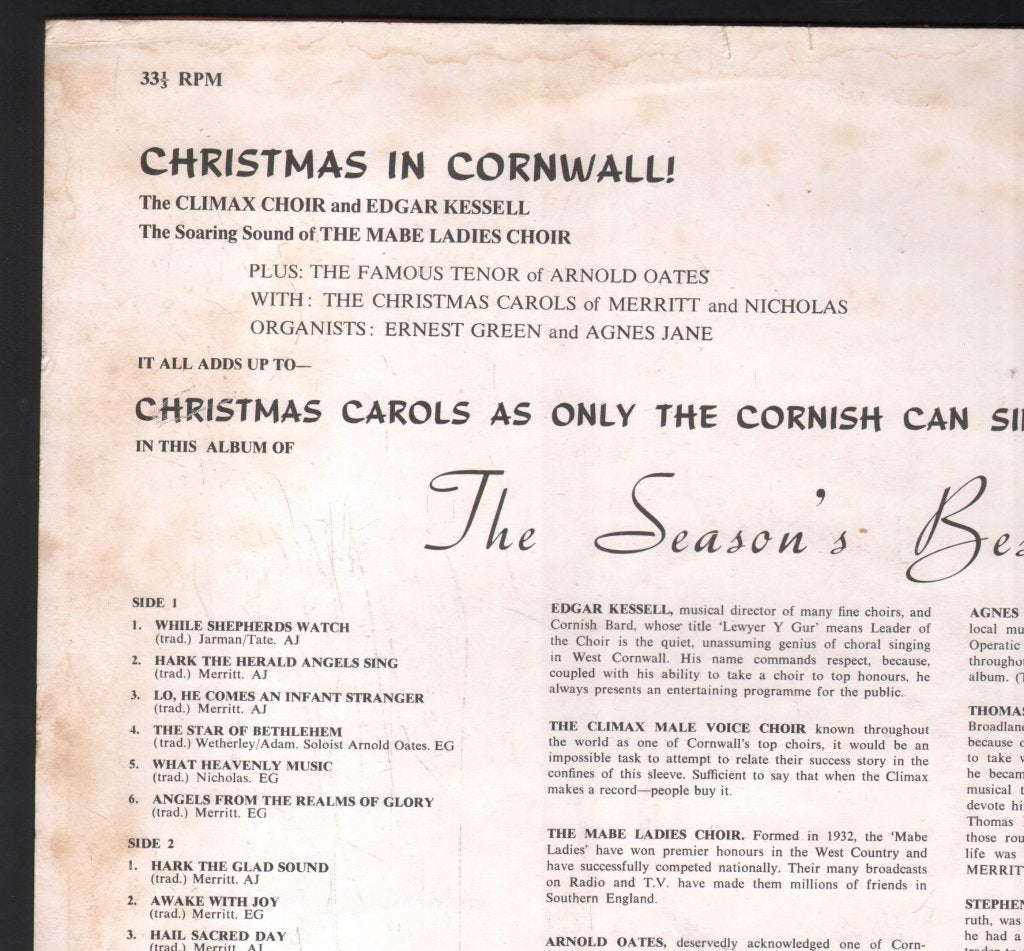 33⅓ RPM
CHRISTMAS IN CORNWALL!
The CLIMAX CHOIR and EDGAR KESSELL
The Soaring Sound of THE MABE LADIES CHOIR
PLUS: THE FAMOUS TENOR of ARNOLD OATES
WITH: THE CHRISTMAS CAROLS of MERRITT and NICHOLAS
ORGANISTS: ERNEST GREEN and AGNES JANE
IT ALL ADDS UP TO—
CHRISTMAS CAROLS AS ONLY THE CORNISH CAN
IN THIS ALBUM OF
The Season's
SIDE 1
1. WHILE SHEPHERDS WATCH
(trad.) Jarman/Tate. AJ
2. HARK THE HERALD ANGELS SING
(trad.) Merritt. AJ
3. LO, HE COMES AN INFANT STRANGER
(trad.) Merritt. AJ
4. THE STAR OF BETHLEHEM
(trad.) Wetherley/Adam. Soloist Arnold Oates. EG
5. WHAT HEAVENLY MUSIC
(trad.) Nicholas. EG
6. ANGELS FROM THE REALMS OF GLORY
(trad.) Merritt. EG
SIDE 2
1. HARK THE GLAD SOUND
(trad.) Merritt. AJ
2. AWAKE WITH JOY
(trad.) Merritt. EG
3. HAIL SACRED DAY
(trad.) Merritt. AJ
EDGAR KESSELL, musical director of many fine choirs, and
Cornish Bard, whose title 'Lewyer Y Gur' means Leader of
the Choir is the quiet, unassuming genius of choral singing
in West Cornwall. His name commands respect, because,
coupled with his ability to take a choir to top honours, he
always presents an entertaining programme for the public.
THE CLIMAX MALE VOICE CHOIR known throughout
the world as one of Cornwall's top choirs, it would be an
impossible task to attempt to relate their success story in the
confines of this sleeve. Sufficient to say that when the Climax
makes a record—people buy it.
THE MABE LADIES CHOIR. Formed in 1932, the 'Mabe
Ladies' have won premier honours in the West Country and
have successfully competed nationally. Their many broadcasts
on Radio and T.V. have made them millions of friends in
Southern England.
ARNOLD OATES, deservedly acknowledged one of Corn-
AGNES
local
Operatic
album.
because
to take
he
musical
devote
Thomas
those
life was
MERRITT
ruth, was
he had a